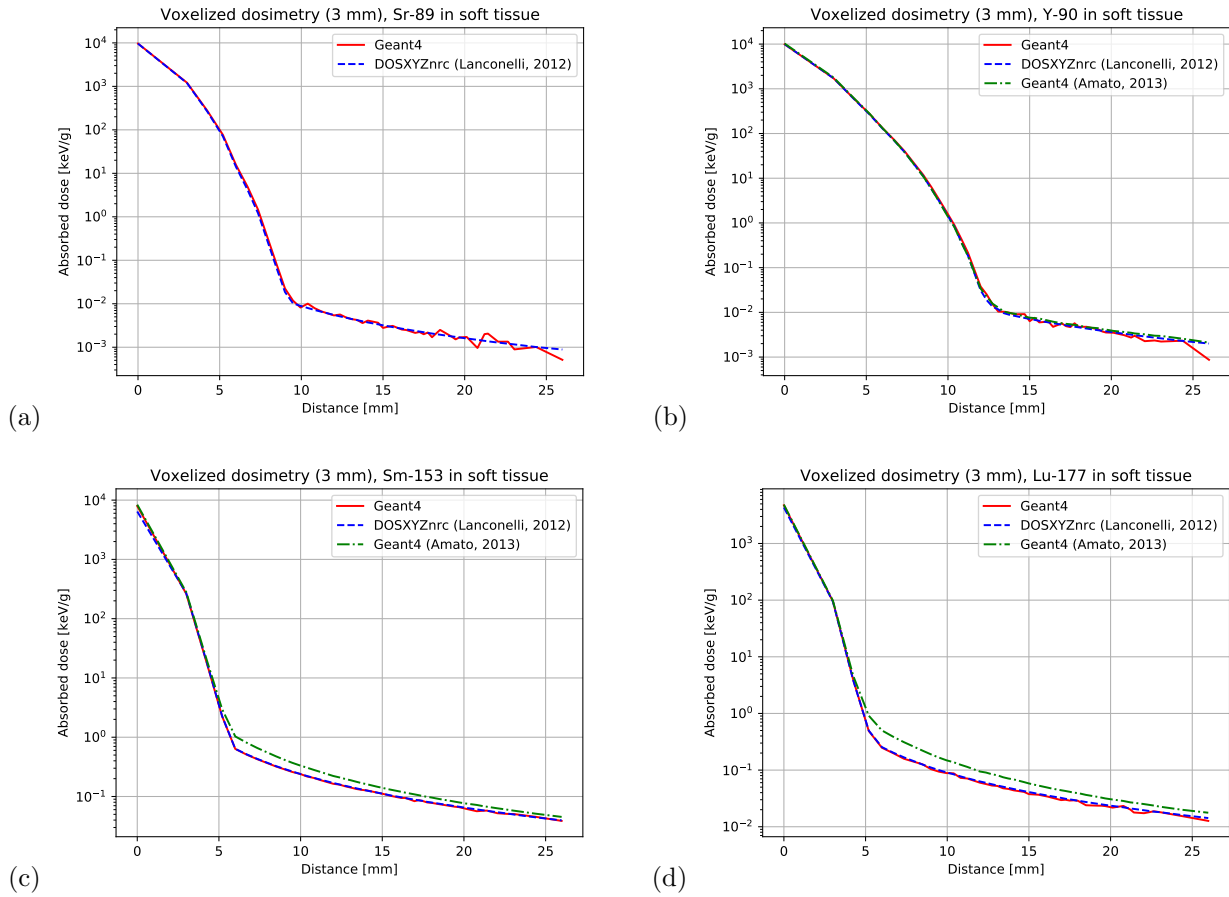 Voxelized dosimetry (3 mm), Sr-89 in soft tissue
Absorbed dose [keV/g]
10^4
10^3
10^2
10^1
10^0
10^−1
10^−2
10^−3
Geant4
DOSXYZnrc (Lanconelli, 2012)
0 5 10 15 20 25
Distance [mm]
(a)
Voxelized dosimetry (3 mm), Y-90 in soft tissue
Absorbed dose [keV/g]
10^4
10^3
10^2
10^1
10^0
10^−1
10^−2
10^−3
Geant4
DOSXYZnrc (Lanconelli, 2012)
Geant4 (Amato, 2013)
0 5 10 15 20 25
Distance [mm]
(b)
Voxelized dosimetry (3 mm), Sm-153 in soft tissue
Absorbed dose [keV/g]
10^4
10^3
10^2
10^1
10^0
10^−1
Geant4
DOSXYZnrc (Lanconelli, 2012)
Geant4 (Amato, 2013)
0 5 10 15 20 25
Distance [mm]
(c)
Voxelized dosimetry (3 mm), Lu-177 in soft tissue
Absorbed dose [keV/g]
10^3
10^2
10^1
10^0
10^−1
10^−2
Geant4
DOSXYZnrc (Lanconelli, 2012)
Geant4 (Amato, 2013)
0 5 10 15 20 25
Distance [mm]
(d)